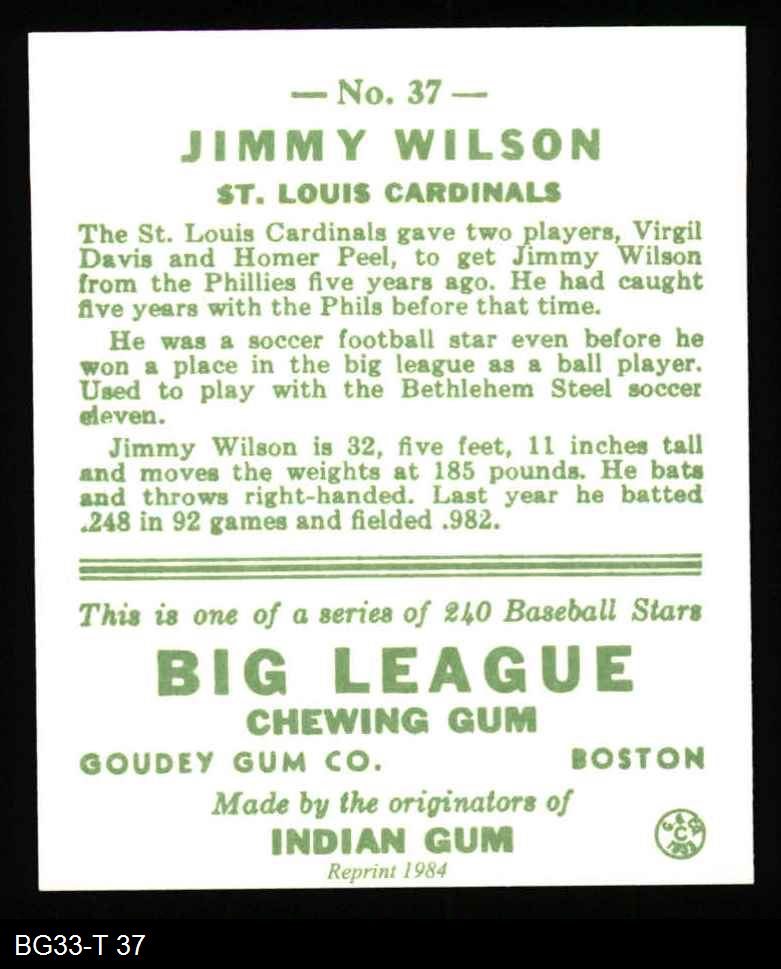 — No. 37 —
JIMMY WILSON
ST. LOUIS CARDINALS
The St. Louis Cardinals gave two players, Virgil
Davis and Homer Peel, to get Jimmy Wilson
from the Phillies five years ago. He had caught
five years with the Phils before that time.
He was a soccer football star even before he
won a place in the big league as a ball player.
Used to play with the Bethlehem Steel soccer
eleven.
Jimmy Wilson is 32, five feet, 11 inches tall
and moves the weights at 185 pounds. He bats
and throws right-handed. Last year he batted
.248 in 92 games and fielded .982.
This is one of a series of 240 Baseball Stars
BIG LEAGUE
CHEWING GUM
GOUDEY GUM CO. BOSTON
Made by the originators of
INDIAN GUM
Reprint 1984
BG33-T 37